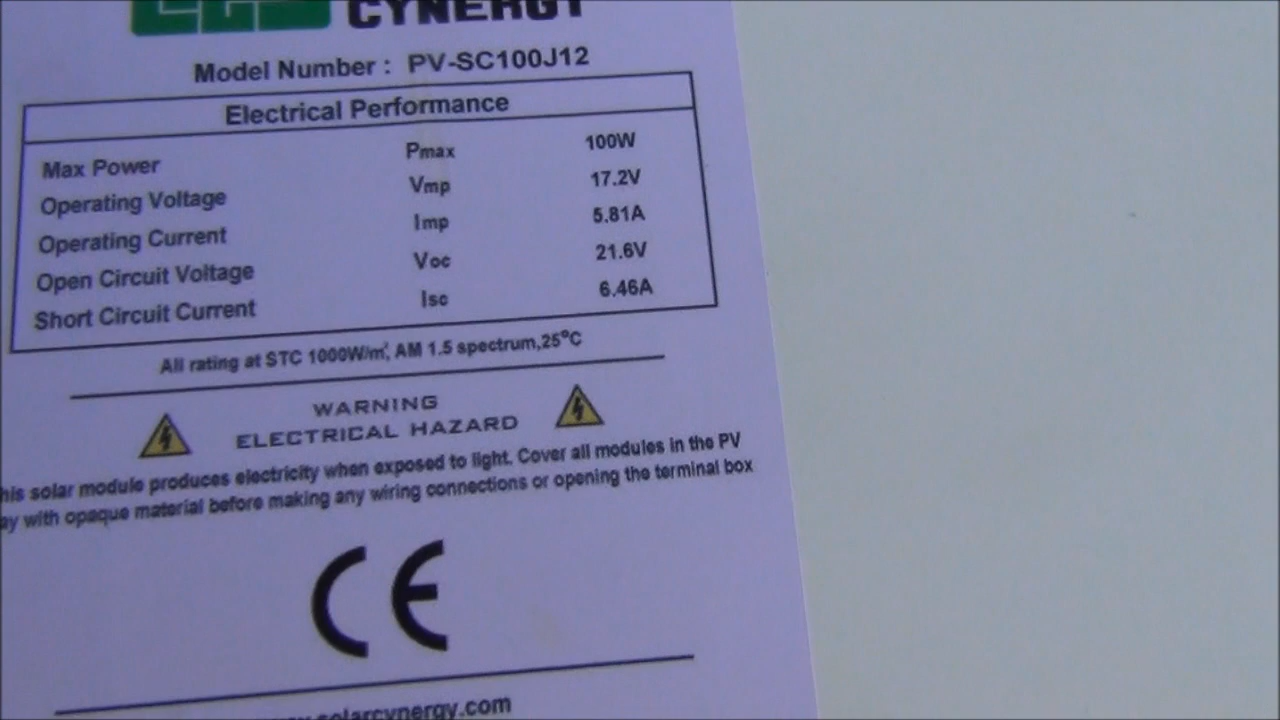 CYNERGY
Model Number : PV-SC100J12
Electrical Performance
Max Power Pmax 100W
Operating Voltage Vmp 17.2V
Operating Current Imp 5.81A
Open Circuit Voltage Voc 21.6V
Short Circuit Current Isc 6.46A
All rating at STC 1000W/m², AM 1.5 spectrum,25°C
WARNING
ELECTRICAL HAZARD
his solar module produces electricity when exposed to light. Cover all modules in the PV
ay with opaque material before making any wiring connections or opening the terminal box
CE
solarcynergy.com